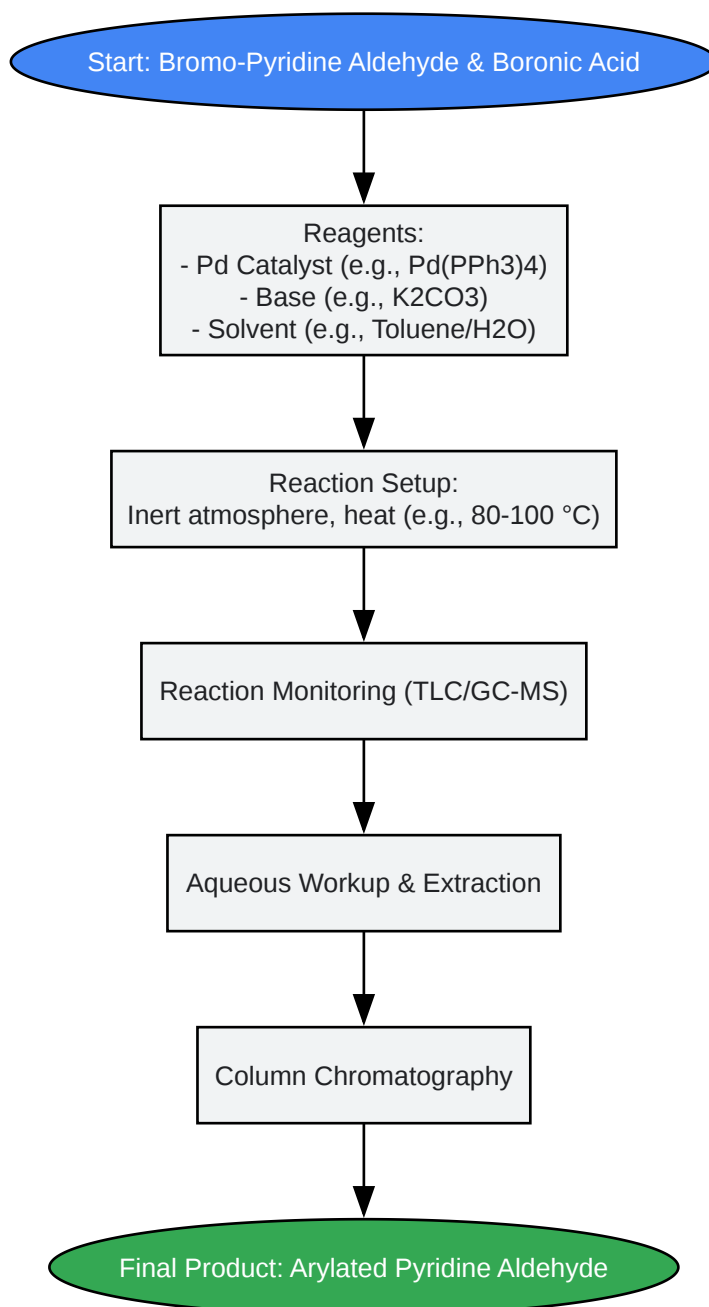 Start: Bromo-Pyridine Aldehyde & Boronic Acid
Reagents:
- Pd Catalyst (e.g., Pd(PPh3)4)
- Base (e.g., K2CO3)
- Solvent (e.g., Toluene/H2O)
Reaction Setup:
Inert atmosphere, heat (e.g., 80-100 °C)
Reaction Monitoring (TLC/GC-MS)
Aqueous Workup & Extraction
Column Chromatography
Final Product: Arylated Pyridine Aldehyde